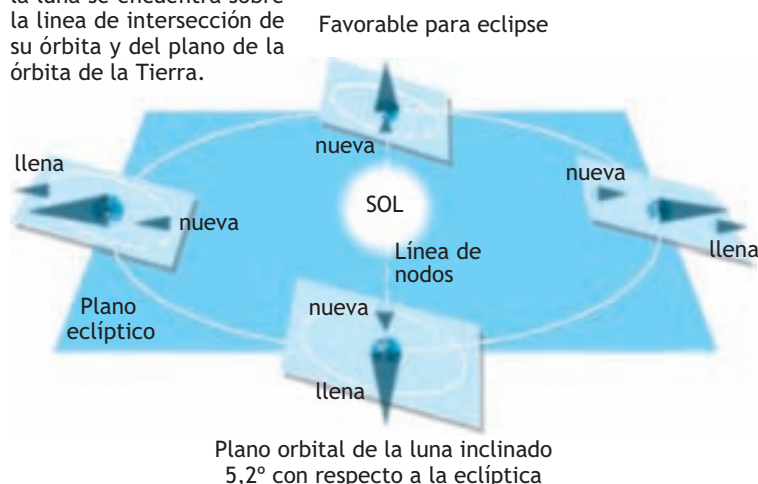 la luna se encuentra sobre
la linea de intersección de
su órbita y del plano de la
órbita de la Tierra.
Favorable para eclipse
nueva
llena
nueva
SOL
nueva
llena
Línea de
nodos
Plano
eclíptico
nueva
llena
Plano orbital de la luna inclinado
5,2º con respecto a la eclíptica